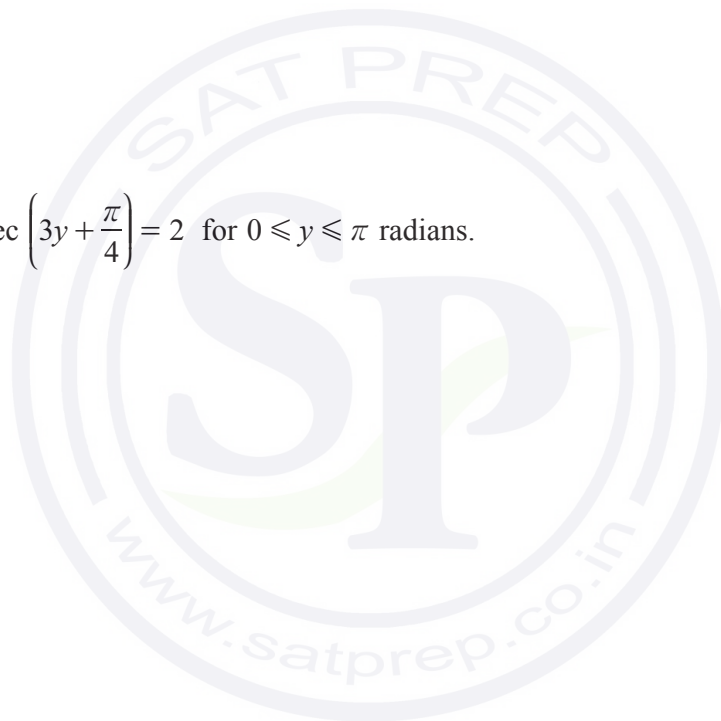 SAT PREP
ec (3y + π/4) = 2 for 0 ⩽ y ⩽ π radians.
SP
www.satprep.co.in